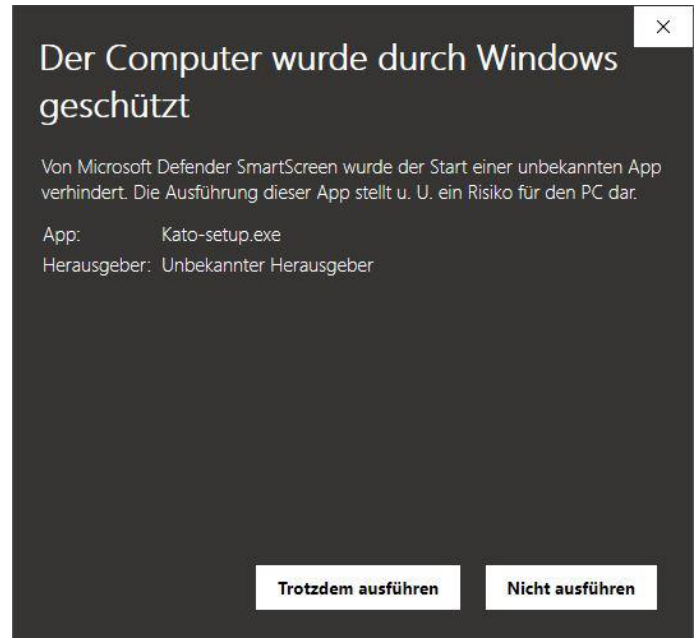 Der Computer wurde durch Windows
geschützt
Von Microsoft Defender SmartScreen wurde der Start einer unbekannten App
verhindert. Die Ausführung dieser App stellt u. U. ein Risiko für den PC dar.
App: Kato-setup.exe
Herausgeber: Unbekannter Herausgeber
Trotzdem ausführen Nicht ausführen